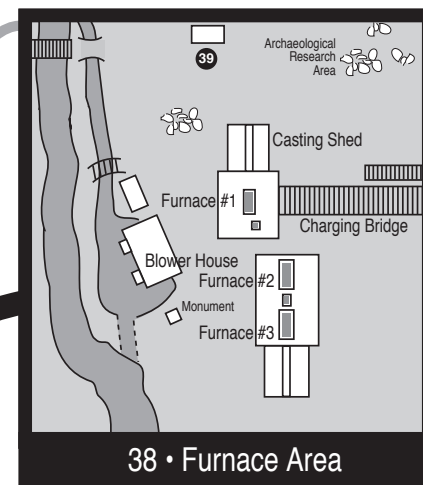 39
Archaeological
Research
Area
Casting Shed
Furnace #1
Charging Bridge
Blower House
Furnace #2
Monument
Furnace #3
38 • Furnace Area